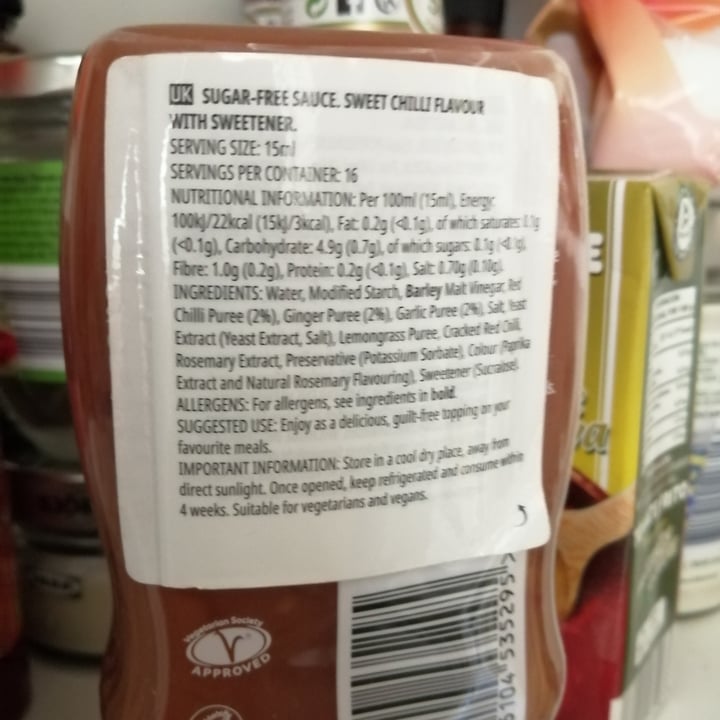 UK SUGAR-FREE SAUCE. SWEET CHILLI FLAVOUR
WITH SWEETENER.
SERVING SIZE: 15ml
SERVINGS PER CONTAINER: 16
NUTRITIONAL INFORMATION: Per 100ml (15ml), Energy:
100kJ/22kcal (15kJ/3kcal), Fat: 0.2g (<0.1g), of which saturates: 0.1g
(<0.1g), Carbohydrate: 4.9g (0.7g), of which sugars: 0.1g (<0.1g),
Fibre: 1.0g (0.2g), Protein: 0.2g (<0.1g), Salt: 0.70g (0.10g).
INGREDIENTS: Water, Modified Starch, Barley Malt Vinegar, Red
Chilli Puree (2%), Ginger Puree (2%), Garlic Puree (2%), Salt, Yeast
Extract (Yeast Extract, Salt), Lemongrass Puree, Cracked Red Chilli,
Rosemary Extract, Preservative (Potassium Sorbate), Colour (Paprika
Extract and Natural Rosemary Flavouring), Sweetener (Sucralose).
ALLERGENS: For allergens, see ingredients in bold.
SUGGESTED USE: Enjoy as a delicious, guilt-free topping on your
favourite meals.
IMPORTANT INFORMATION: Store in a cool dry place, away from
direct sunlight. Once opened, keep refrigerated and consume within
4 weeks. Suitable for vegetarians and vegans.
Vegetarian Society
V
APPROVED
5104 535295
E